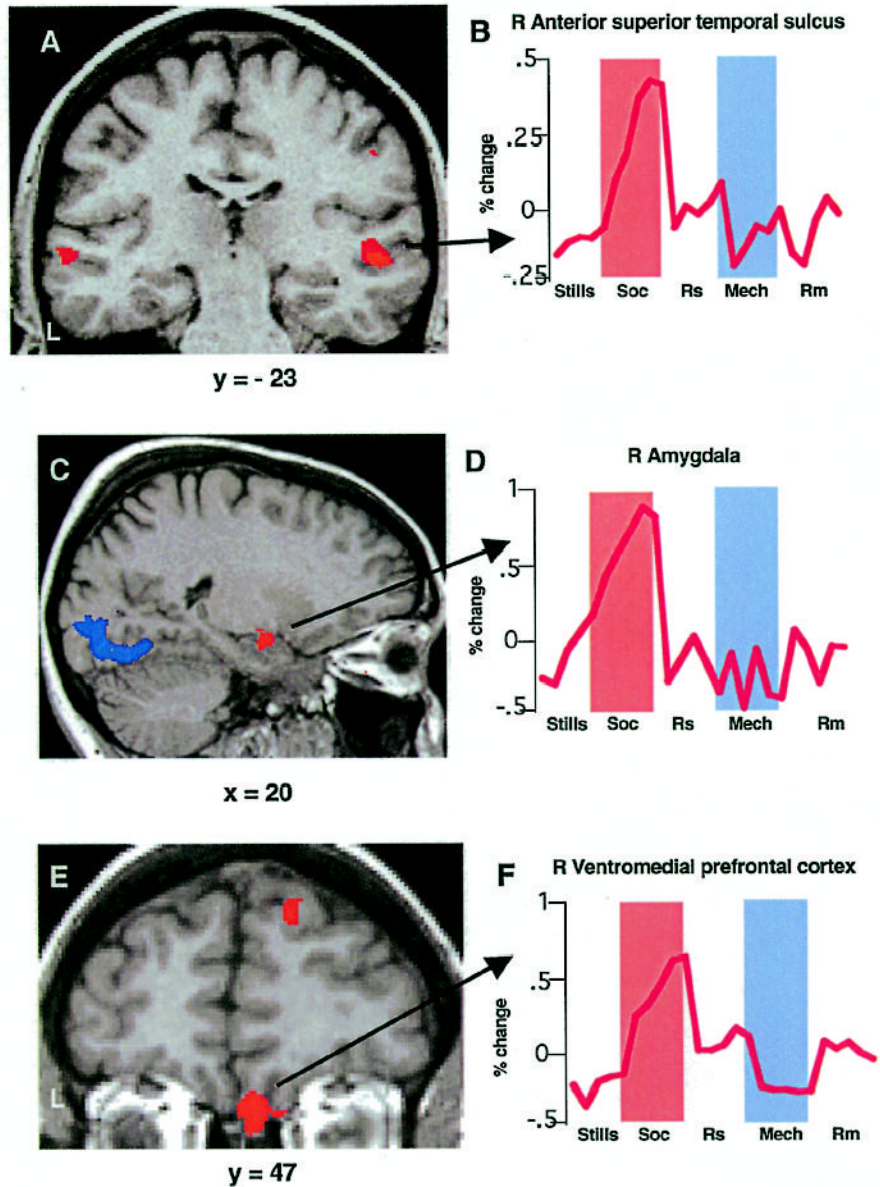 A
L
y = - 23
B
R Anterior superior temporal sulcus
% change
.5
.25
0
-.25
Stills Soc Rs Mech Rm
C
x = 20
D
R Amygdala
% change
1
.5
0
-.5
Stills Soc Rs Mech Rm
E
L
y = 47
F
R Ventromedial prefrontal cortex
% change
1
.5
0
-.5
Stills Soc Rs Mech Rm